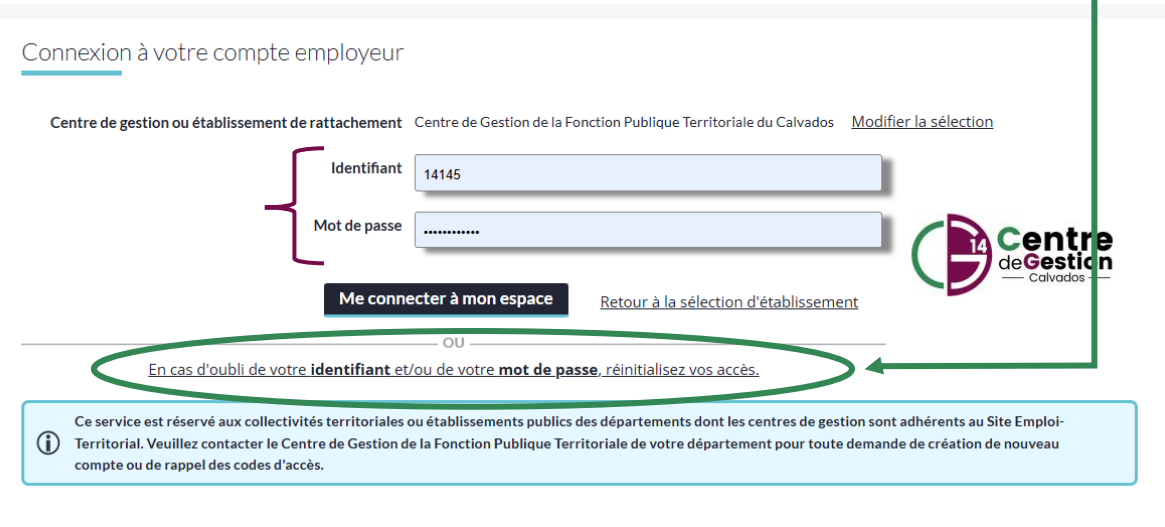 Connexion à votre compte employeur
Centre de gestion ou établissement de rattachement Centre de Gestion de la Fonction Publique Territoriale du Calvados Modifier la sélection
Identifiant 14145
Mot de passe ............
14 Centre
deGestion
Calvados
Me connecter à mon espace Retour à la sélection d'établissement
OU
En cas d'oubli de votre identifiant et/ou de votre mot de passe, réinitialisez vos accès.
Ce service est réservé aux collectivités territoriales ou établissements publics des départements dont les centres de gestion sont adhérents au Site Emploi-
Territorial. Veuillez contacter le Centre de Gestion de la Fonction Publique Territoriale de votre département pour toute demande de création de nouveau
compte ou de rappel des codes d'accès.